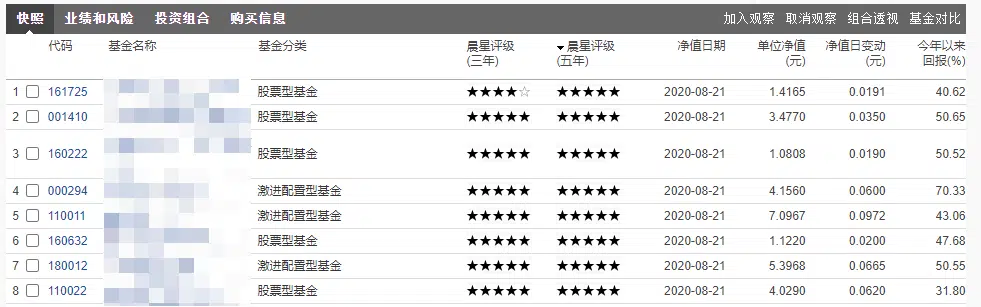 快照 业绩和风险 投资组合 购买信息 加入观察 取消观察 组合透视 基金对比
代码 基金名称 基金分类 晨星评级 晨星评级 净值日期 单位净值 净值日变动 今年以来
(三年) (五年) (元) (元) 回报(%)
1 161725 股票型基金 ★★★★☆ ★★★★★ 2020-08-21 1.4165 0.0191 40.62
2 001410 股票型基金 ★★★★★ ★★★★★ 2020-08-21 3.4770 0.0350 50.65
3 160222 股票型基金 ★★★★★ ★★★★★ 2020-08-21 1.0808 0.0190 50.52
4 000294 激进配置型基金 ★★★★★ ★★★★★ 2020-08-21 4.1560 0.0600 70.33
5 110011 激进配置型基金 ★★★★★ ★★★★★ 2020-08-21 7.0967 0.0972 43.06
6 160632 股票型基金 ★★★★★ ★★★★★ 2020-08-21 1.1220 0.0200 47.68
7 180012 激进配置型基金 ★★★★★ ★★★★★ 2020-08-21 5.3968 0.0665 50.55
8 110022 股票型基金 ★★★★★ ★★★★★ 2020-08-21 4.0290 0.0620 31.80